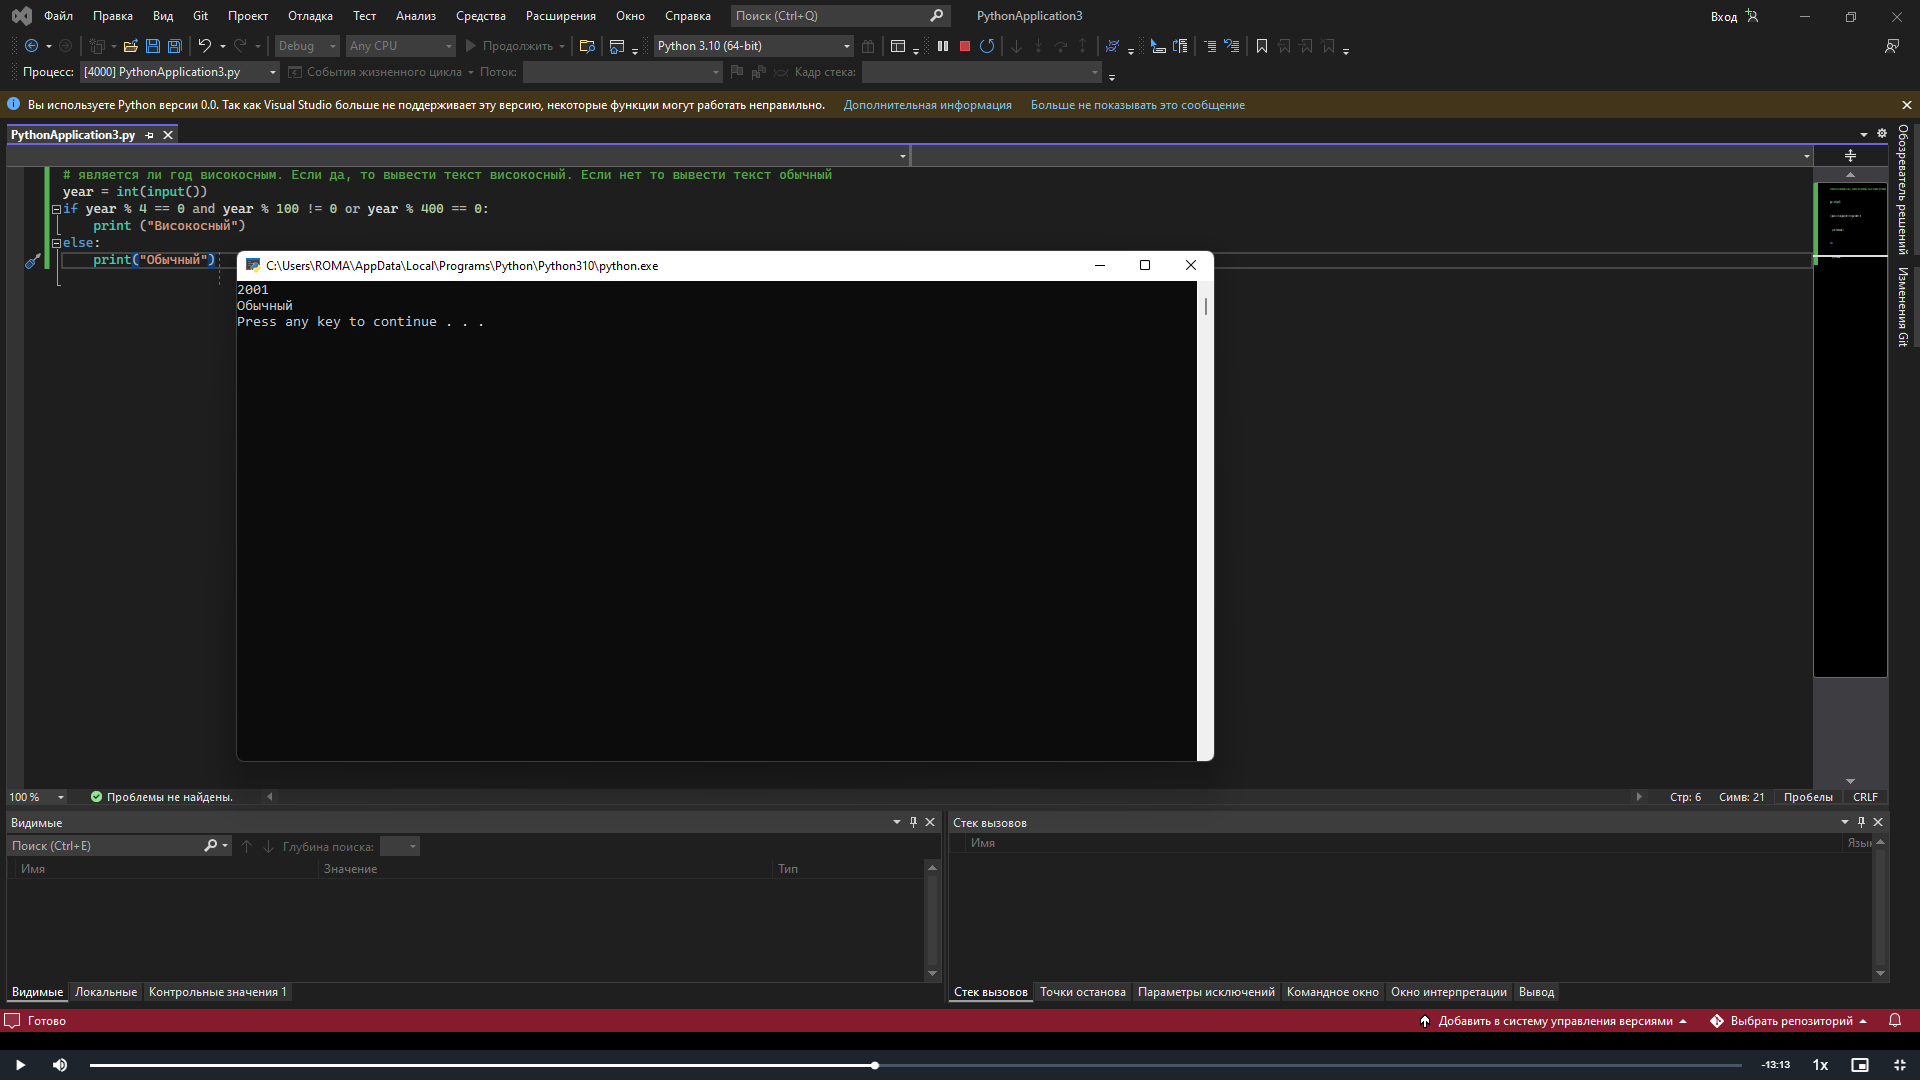 Файл Правка Вид Git Проект Отладка Тест Анализ Средства Расширения Окно Справка Поиск (Ctrl+Q) PythonApplication3 Вход
Debug Any CPU Продолжить Python 3.10 (64-bit)
Процесс: [4000] PythonApplication3.py События жизненного цикла Поток: Кадр стека:
Вы используете Python версии 0.0. Так как Visual Studio больше не поддерживает эту версию, некоторые функции могут работать неправильно. Дополнительная информация Больше не показывать это сообщение
PythonApplication3.py
# является ли год високосным. Если да, то вывести текст високосный. Если нет то вывести текст обычный
year = int(input())
if year % 4 == 0 and year % 100 != 0 or year % 400 == 0:
print ("Високосный")
else:
print("Обычный")
C:\Users\ROMA\AppData\Local\Programs\Python\Python310\python.exe
2001
Обычный
Press any key to continue . . .
Обозреватель решений
Изменения Git
100 % Проблемы не найдены. Стр: 6 Симв: 21 Пробелы CRLF
Видимые
Поиск (Ctrl+E) Глубина поиска:
Имя Значение Тип
Видимые Локальные Контрольные значения 1
Стек вызовов
Имя Язык
Стек вызовов Точки останова Параметры исключений Командное окно Окно интерпретации Вывод
Готово Добавить в систему управления версиями Выбрать репозиторий
-13:13 1x